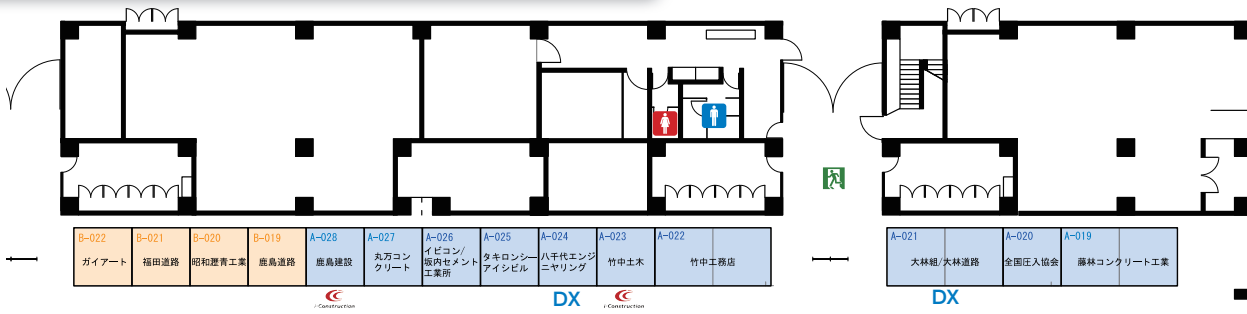 B-022
ガイアート
B-021
福田道路
B-020
昭和瀝青工業
B-019
鹿島道路
A-028
鹿島建設
A-027
丸万コン
クリート
A-026
イビコン/
坂内セメント
工業所
A-025
タキロンシー
アイシビル
A-024
八千代エンジ
ニヤリング
A-023
竹中土木
A-022
竹中工務店
A-021
大林組/大林道路
A-020
全国圧入協会
A-019
藤林コンクリート工業
i-Construction
DX
i-Construction
DX